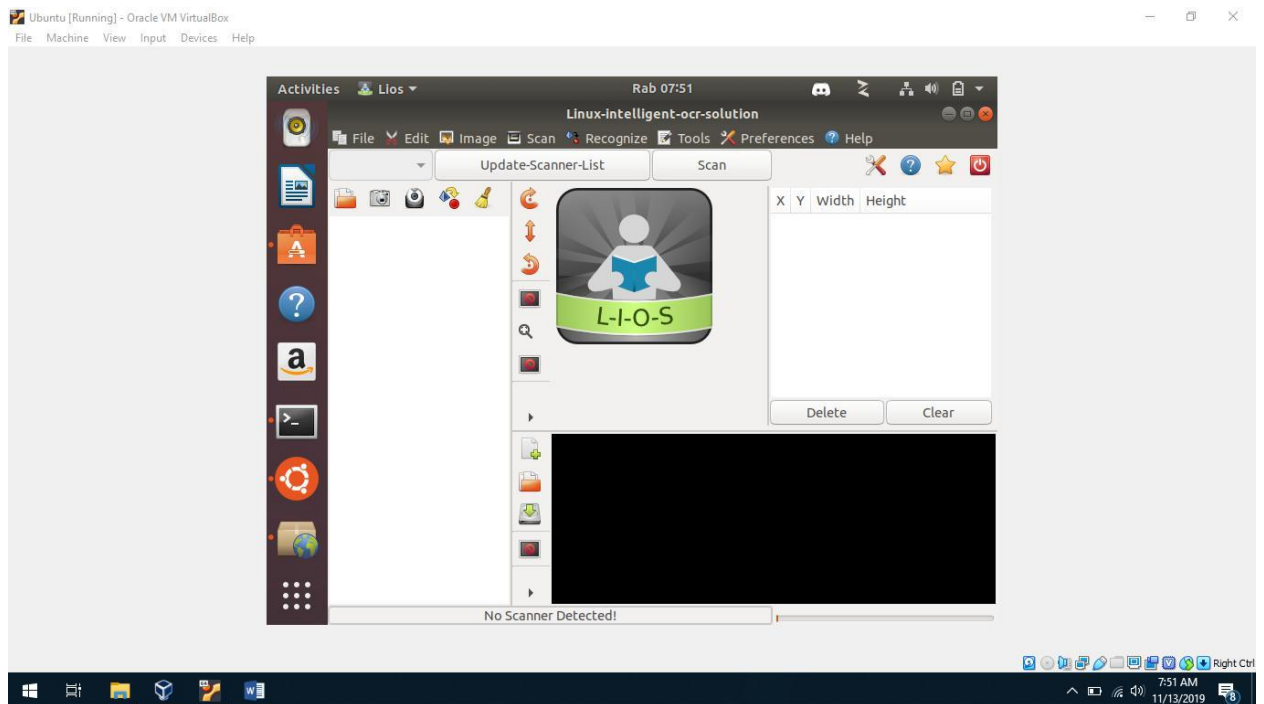 Ubuntu [Running] - Oracle VM VirtualBox
File Machine View Input Devices Help
Activities Lios Rab 07:51
Linux-intelligent-ocr-solution
File Edit Image Scan Recognize Tools Preferences Help
Update-Scanner-List Scan
X Y Width Height
L-I-O-S
Delete Clear
No Scanner Detected!
Right Ctrl
7:51 AM
11/13/2019
8